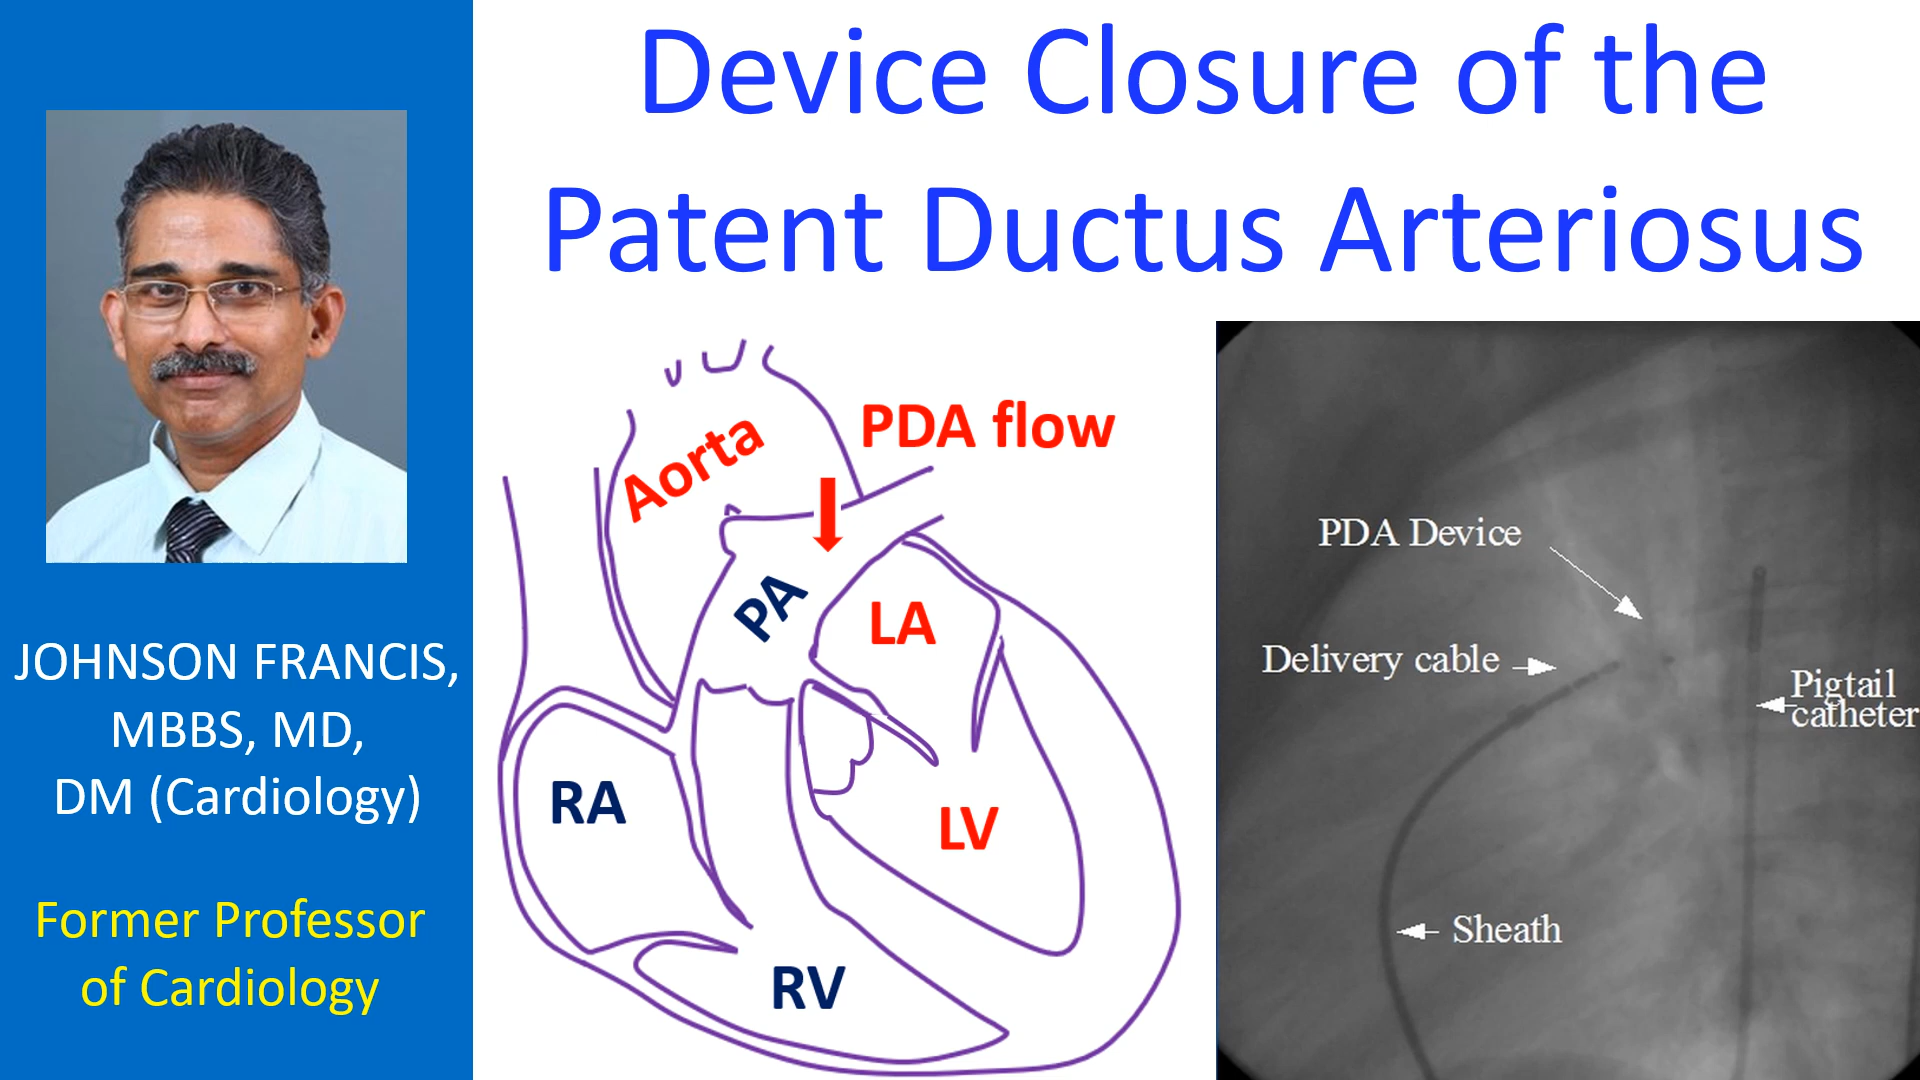 Device Closure of the
Patent Ductus Arteriosus
JOHNSON FRANCIS,
MBBS, MD,
DM (Cardiology)
Former Professor
of Cardiology
Aorta
PDA flow
PA
LA
RA
LV
RV
PDA Device
Delivery cable
Pigtail
catheter
Sheath